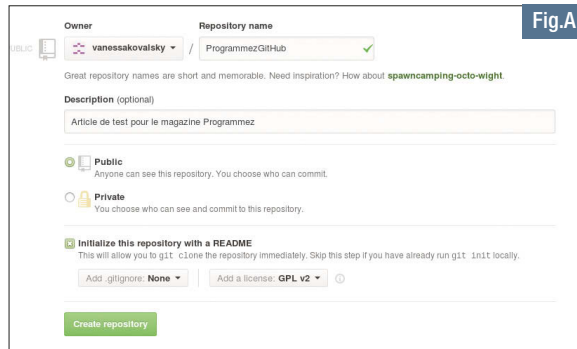 Fig.A
Owner Repository name
PUBLIC vanessakovalsky / ProgrammezGitHub
Great repository names are short and memorable. Need inspiration? How about spawncamping-octo-wight.
Description (optional)
Article de test pour le magazine Programmez
Public
Anyone can see this repository. You choose who can commit.
Private
You choose who can see and commit to this repository.
Initialize this repository with a README
This will allow you to git clone the repository immediately. Skip this step if you have already run git init locally.
Add .gitignore: None Add a license: GPL v2
Create repository